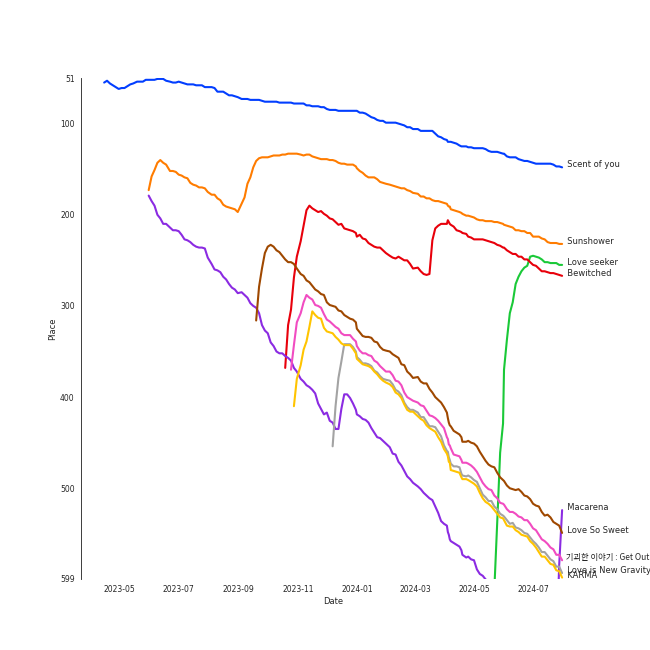 51
100
200
300
400
500
599
Place
2023-05
2023-07
2023-09
2023-11
2024-01
2024-03
2024-05
2024-07
Date
Scent of you
Sunshower
Love seeker
Bewitched
Macarena
Love So Sweet
기괴한 이야기 : Get Out
Love is New Gravity
KARMA